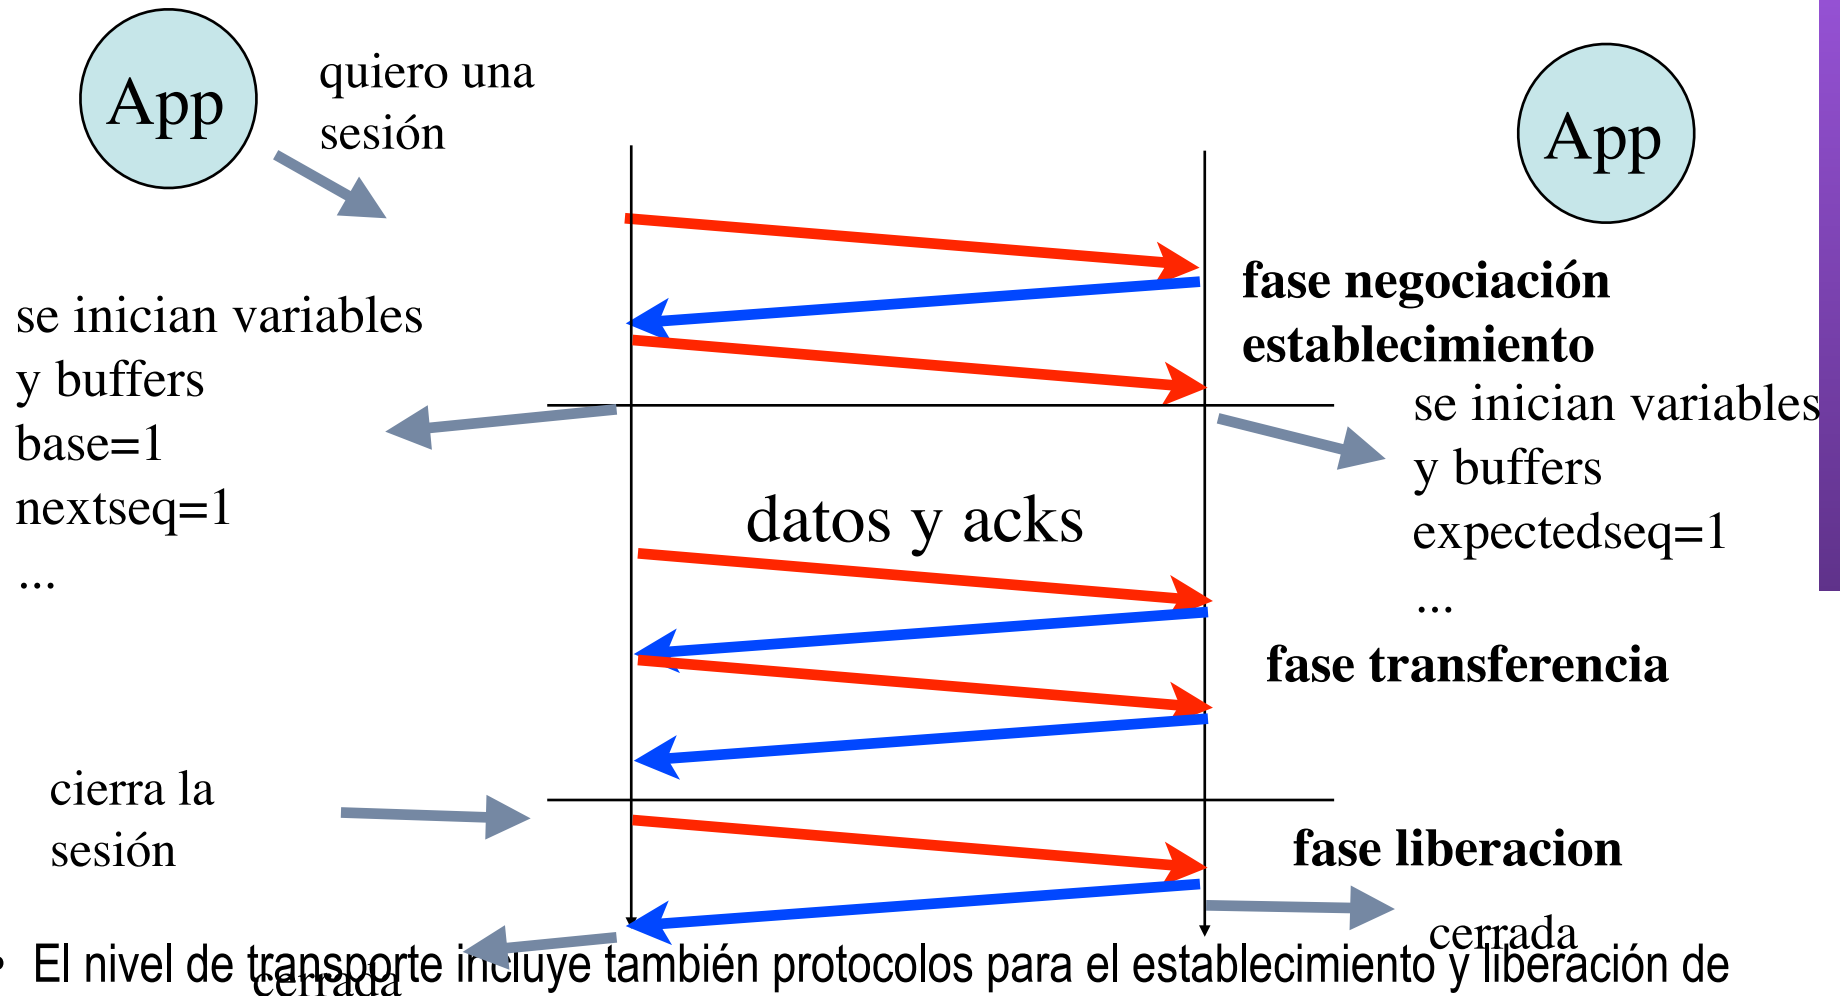 App
quiero una
sesión
App
fase negociación
establecimiento
se inician variables
y buffers
base=1
nextseq=1
...
se inician variables
y buffers
expectedseq=1
...
datos y acks
fase transferencia
cierra la
sesión
fase liberacion
cerrada
• El nivel de transporte incluye también protocolos para el establecimiento y liberación de
cerrada